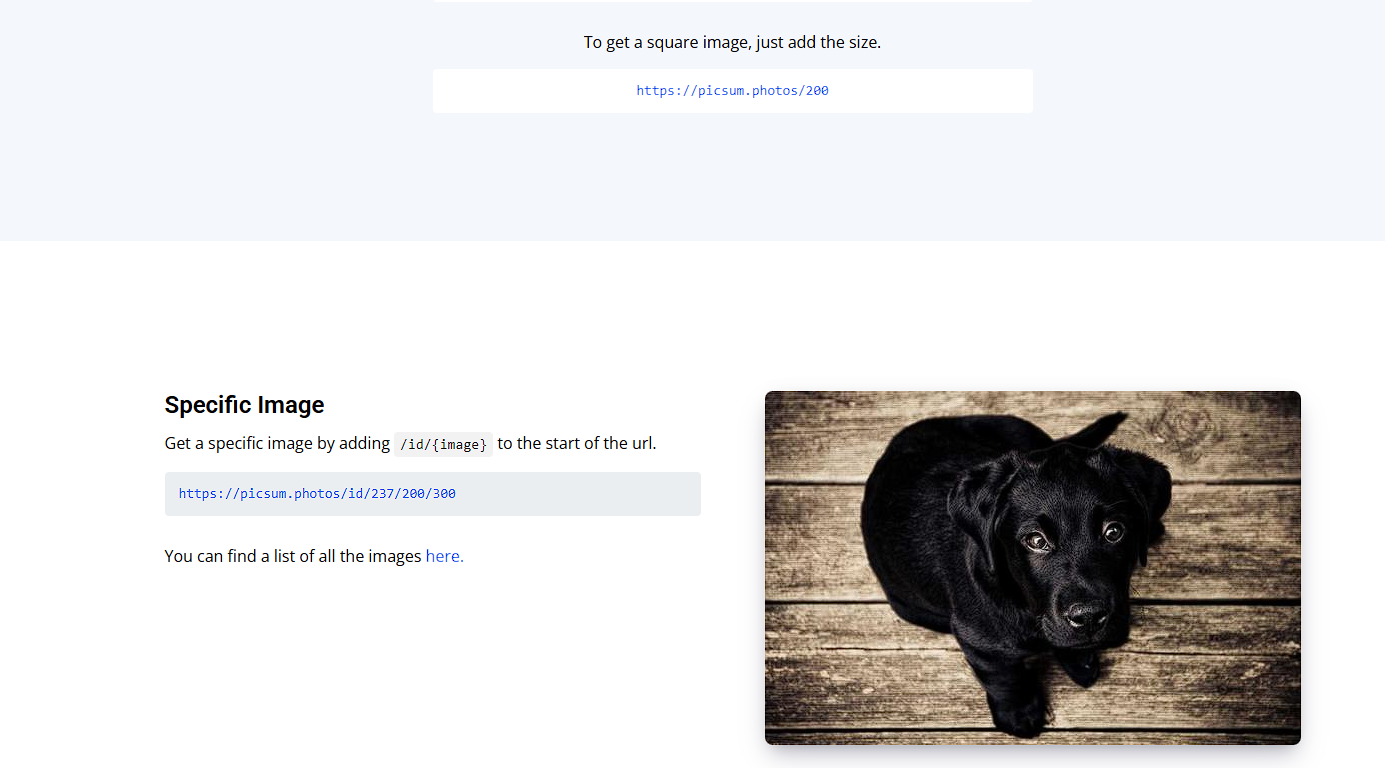 To get a square image, just add the size.
https://picsum.photos/200
Specific Image
Get a specific image by adding /id/{image} to the start of the url.
https://picsum.photos/id/237/200/300
You can find a list of all the images here.